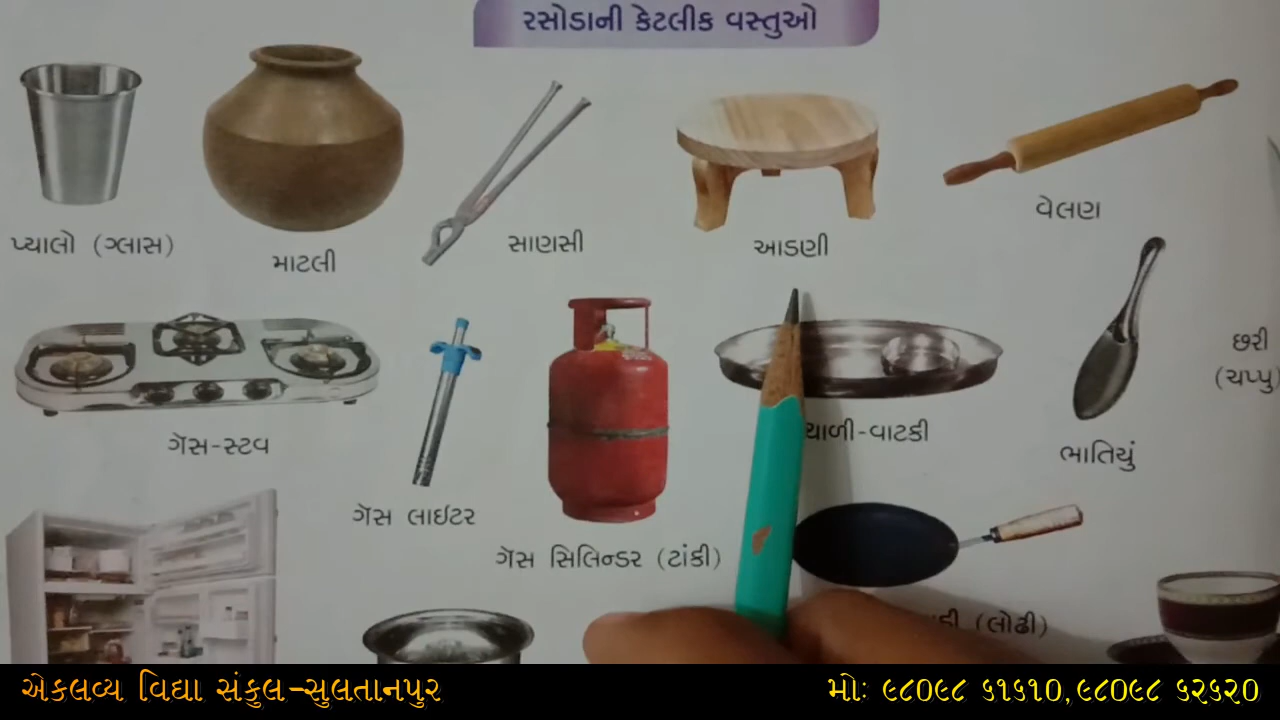 રસોડાની કેટલીક વસ્તુઓ
પ્યાલો (ગ્લાસ)
માટલી
સાણસી
આડણી
વેલણ
ગૅસ-સ્ટવ
ગૅસ લાઇટર
ગૅસ સિલિન્ડર (ટાંકી)
થાળી-વાટકી
ભાતિયું
છરી
(ચપ્પુ)
(લોઢી)
એકલવ્ય વિદ્યા સંકુલ-સુલતાનપુર
મોઃ ૯૮૦૯૮ ૬૧૬૧૦,૯૮૦૯૮ ૬૨૬૨૦